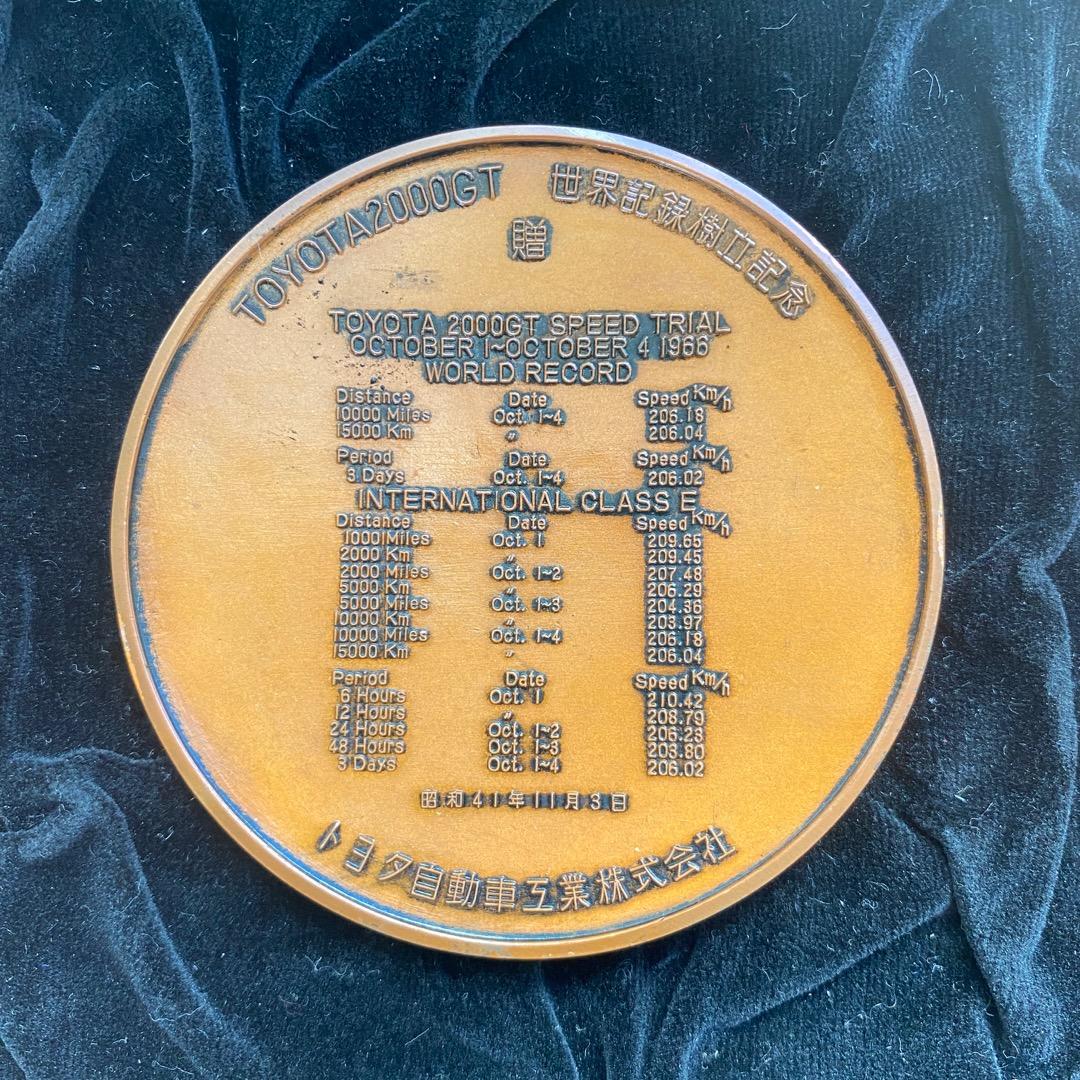 TOYOTA2000GT 世界記録樹立記念
贈
TOYOTA 2000GT SPEED TRIAL
OCTOBER 1~OCTOBER 4 1966
WORLD RECORD
Distance Date Speed Km/h
10000 Miles Oct. 1~4 206.18
15000 Km 〃 206.04
Period Date Speed Km/h
3 Days Oct. 1~4 206.02
INTERNATIONAL CLASS E
Distance Date Speed Km/h
1000Miles Oct. 1 209.65
2000 Km 〃 209.45
2000 Miles Oct. 1~2 207.48
5000 Km 〃 206.29
5000 Miles Oct. 1~3 204.36
10000 Km 〃 203.97
10000 Miles Oct. 1~4 206.18
15000 Km 〃 206.04
Period Date Speed Km/h
6 Hours Oct. 1 210.42
12 Hours 〃 208.79
24 Hours Oct. 1~2 206.23
48 Hours Oct. 1~3 203.80
3 Days Oct. 1~4 206.02
昭和41年11月3日
トヨタ自動車工業株式会社